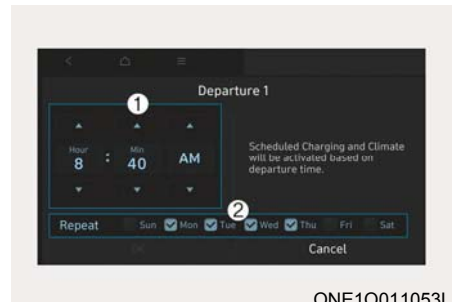 Departure 1
1
Hour
8
:
Min
40
AM
Scheduled Charging and Climate
will be activated based on
departure time.
2
Repeat Sun Mon Tue Wed Thu Fri Sat
OK Cancel
ONE1Q011053L